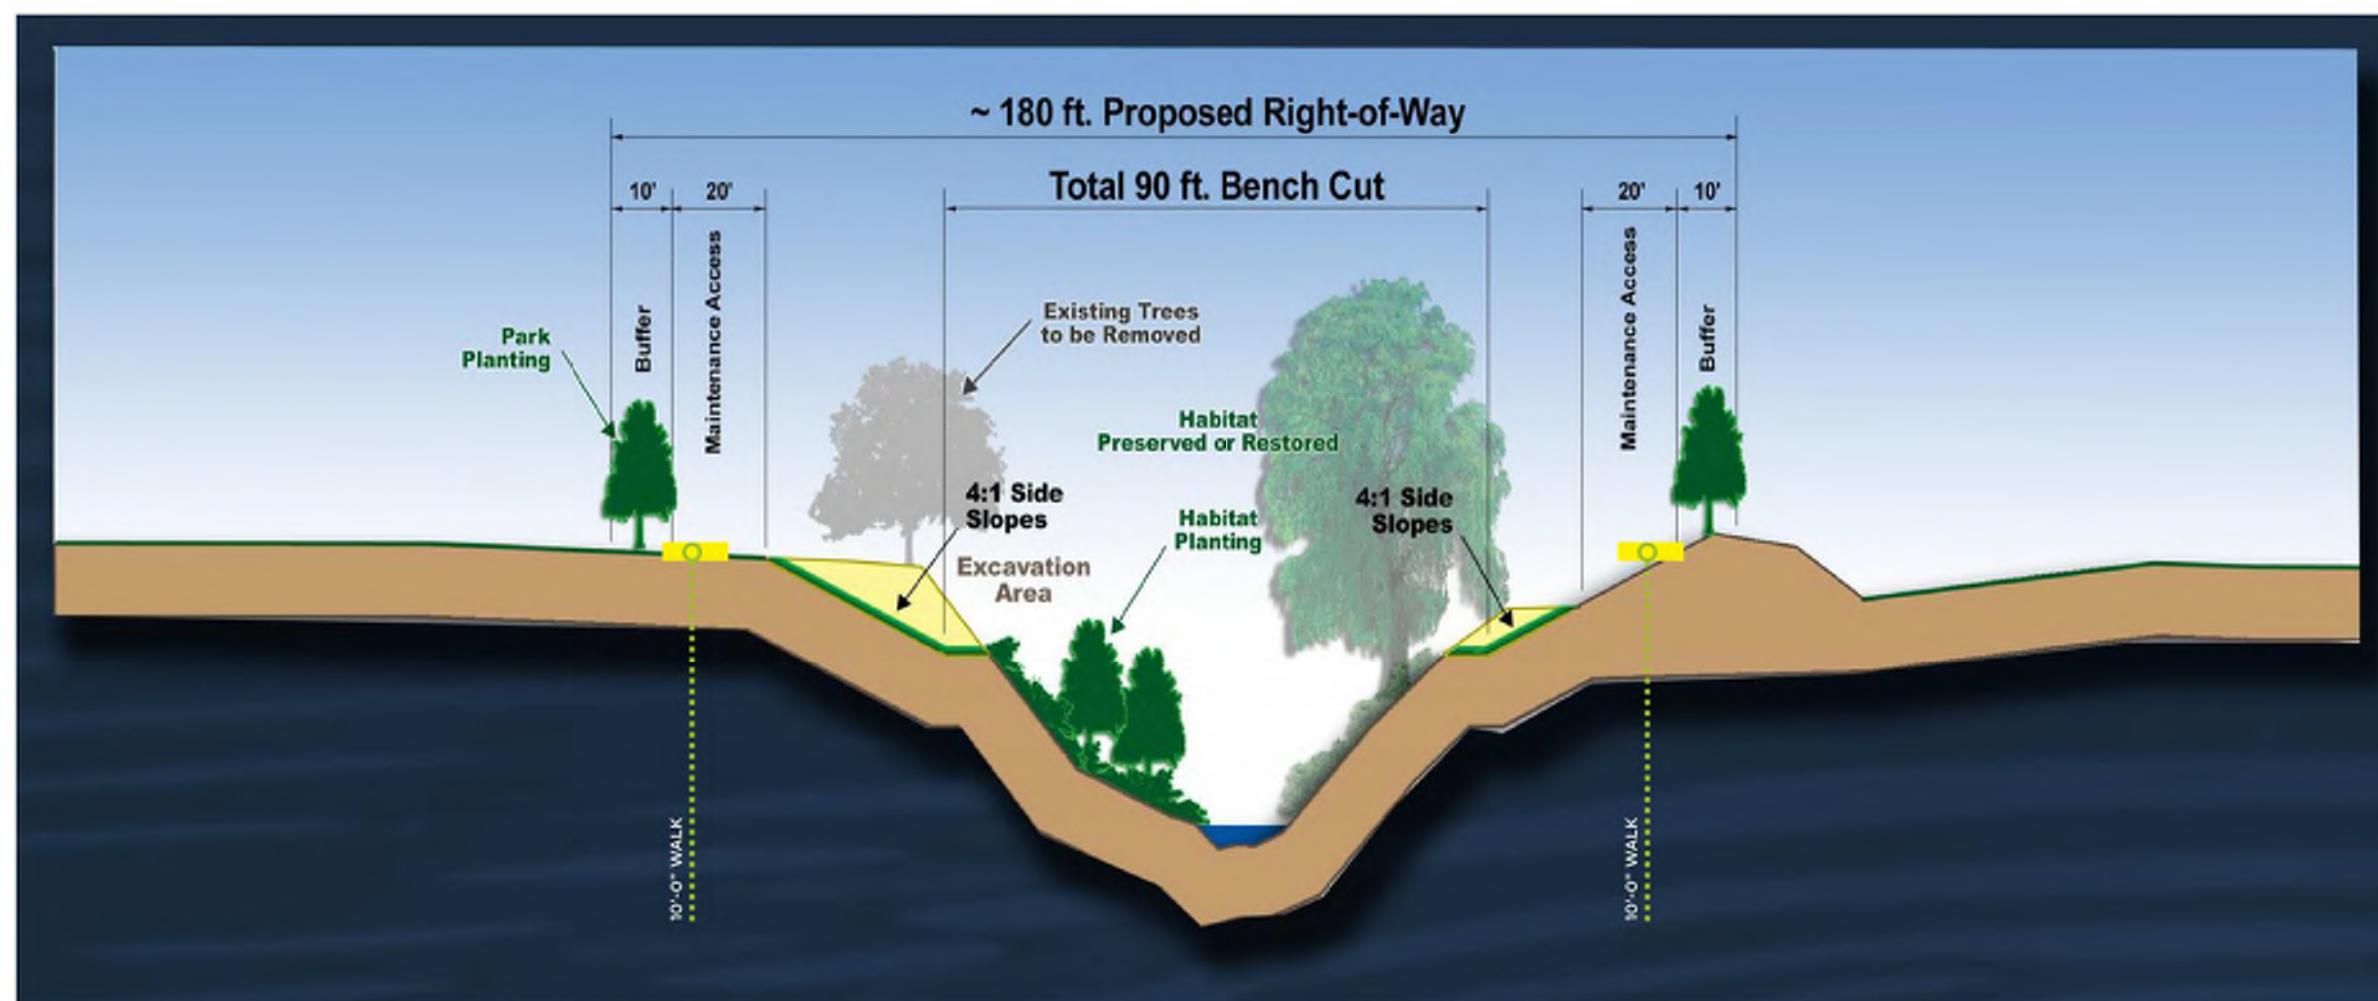 ~ 180 ft. Proposed Right-of-Way
Total 90 ft. Bench Cut
10'
20'
20'
10'
Buffer
Maintenance Access
Maintenance Access
Buffer
Park
Planting
Existing Trees
to be Removed
Habitat
Preserved or Restored
4:1 Side
Slopes
4:1 Side
Slopes
Habitat
Planting
Excavation
Area
10'-0" WALK
10'-0" WALK